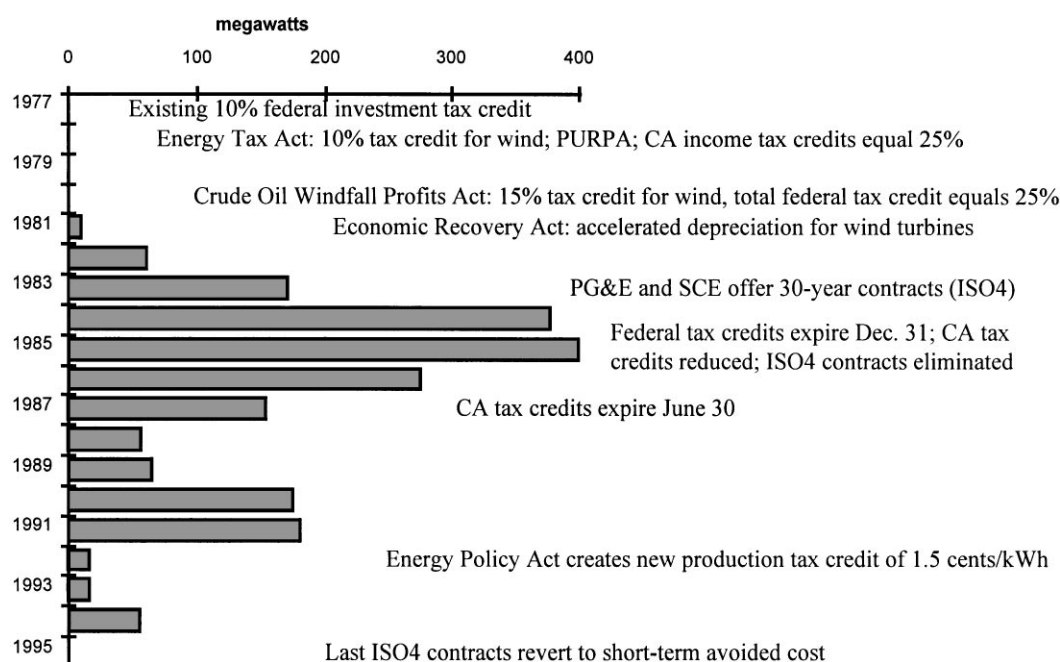 megawatts
0 100 200 300 400
1977
Existing 10% federal investment tax credit
Energy Tax Act: 10% tax credit for wind; PURPA; CA income tax credits equal 25%
1979
Crude Oil Windfall Profits Act: 15% tax credit for wind, total federal tax credit equals 25%
1981
Economic Recovery Act: accelerated depreciation for wind turbines
1983
PG&E and SCE offer 30-year contracts (ISO4)
Federal tax credits expire Dec. 31; CA tax
1985
credits reduced; ISO4 contracts eliminated
1987
CA tax credits expire June 30
1989
1991
Energy Policy Act creates new production tax credit of 1.5 cents/kWh
1993
1995
Last ISO4 contracts revert to short-term avoided cost